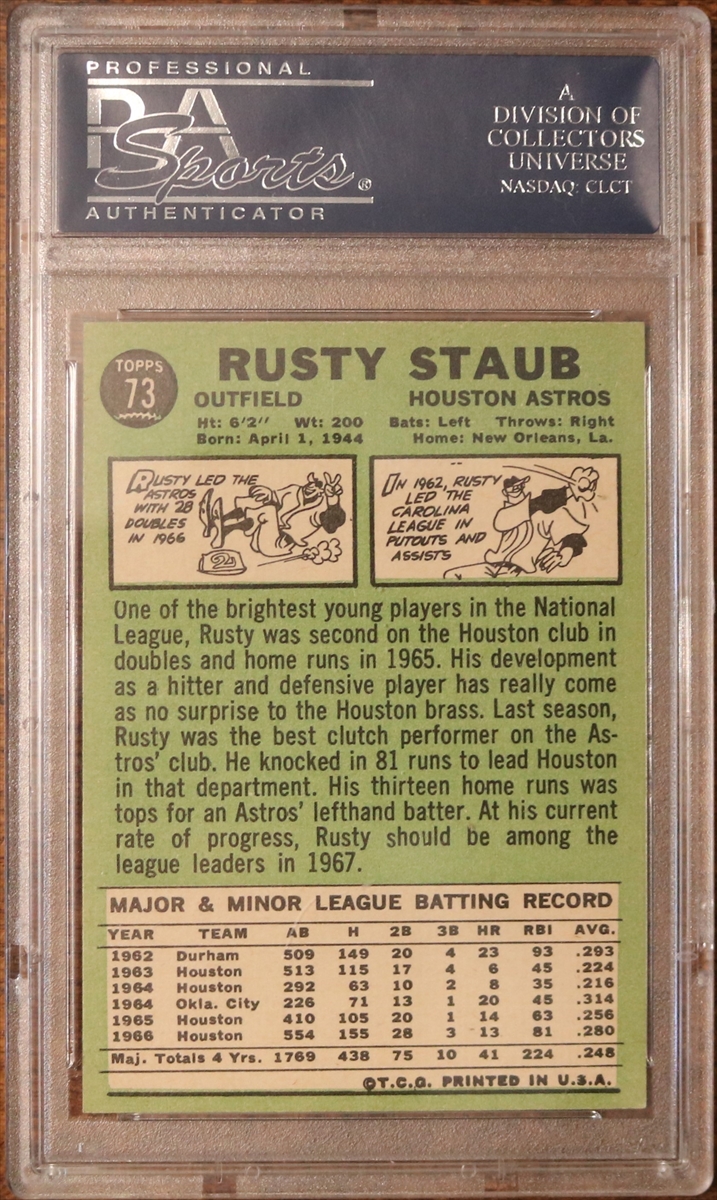 PROFESSIONAL
PSA
Sports®
AUTHENTICATOR
A
DIVISION OF
COLLECTORS
UNIVERSE
NASDAQ: CLCT
TOPPS
73
RUSTY STAUB
OUTFIELD HOUSTON ASTROS
Ht: 6'2" Wt: 200 Bats: Left Throws: Right
Born: April 1, 1944 Home: New Orleans, La.
RUSTY LED THE
ASTROS
WITH 28
DOUBLES
IN 1966
2
IN 1962, RUSTY
LED THE
CAROLINA
LEAGUE IN
PUTOUTS AND
ASSISTS
One of the brightest young players in the National
League, Rusty was second on the Houston club in
doubles and home runs in 1965. His development
as a hitter and defensive player has really come
as no surprise to the Houston brass. Last season,
Rusty was the best clutch performer on the As-
tros' club. He knocked in 81 runs to lead Houston
in that department. His thirteen home runs was
tops for an Astros' lefthand batter. At his current
rate of progress, Rusty should be among the
league leaders in 1967.
MAJOR & MINOR LEAGUE BATTING RECORD
YEAR TEAM AB H 2B 3B HR RBI AVG.
1962 Durham 509 149 20 4 23 93 .293
1963 Houston 513 115 17 4 6 45 .224
1964 Houston 292 63 10 2 8 35 .216
1964 Okla. City 226 71 13 1 20 45 .314
1965 Houston 410 105 20 1 14 63 .256
1966 Houston 554 155 28 3 13 81 .280
Maj. Totals 4 Yrs. 1769 438 75 10 41 224 .248
©T.C.G. PRINTED IN U.S.A.